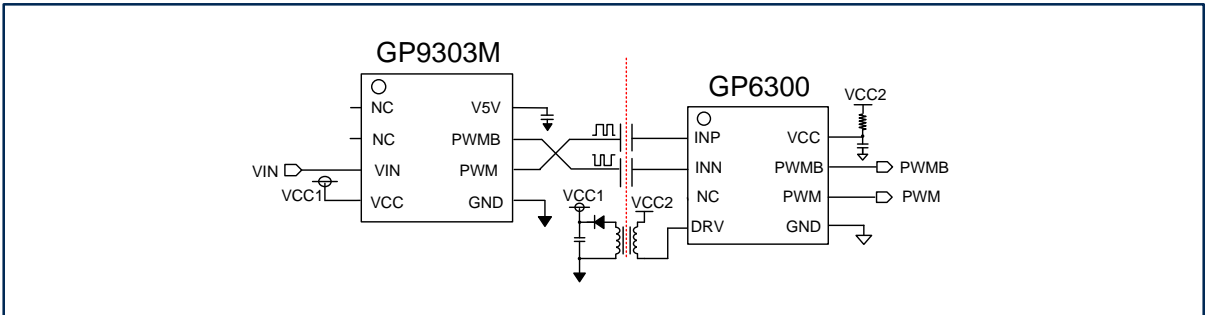 GP9303M
NC
V5V
NC
PWMB
VIN
VIN
PWM
VCC1
VCC
GND
GP6300
VCC2
INP
VCC
INN
PWMB
PWMB
NC
PWM
PWM
DRV
GND
VCC1
VCC2